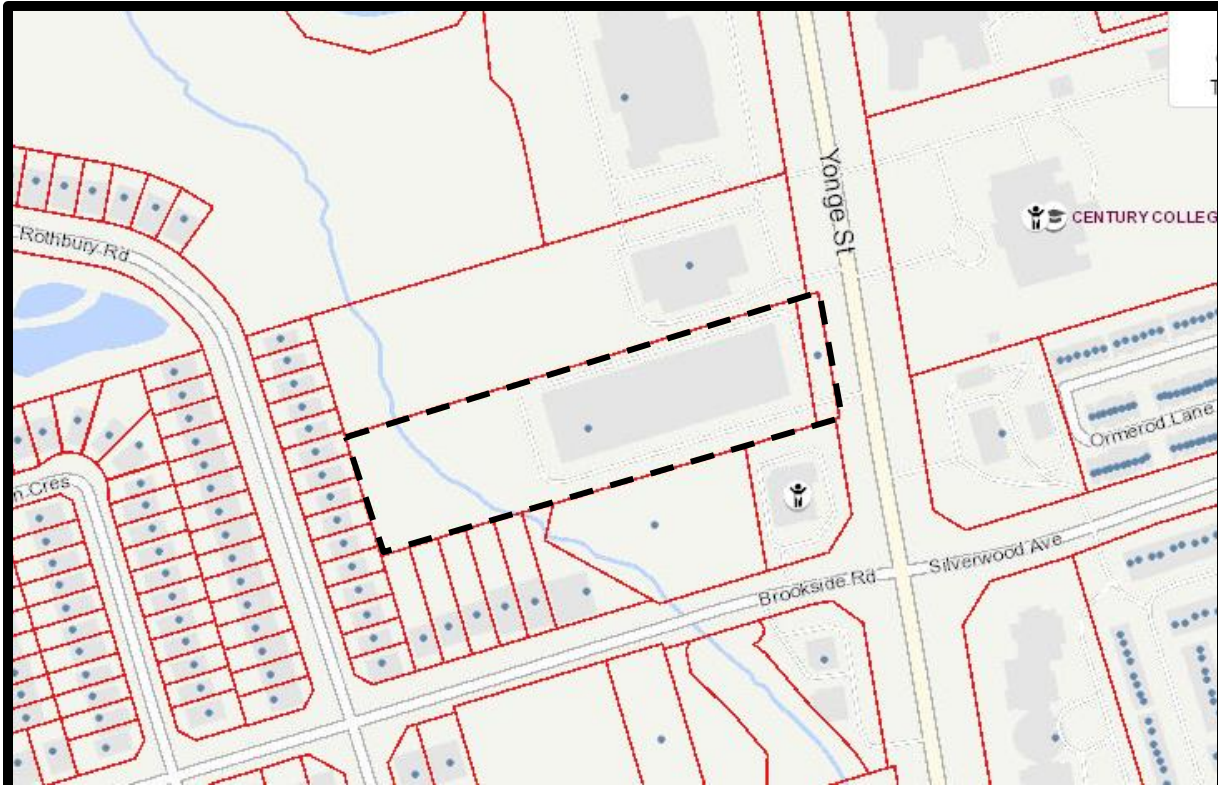 Yonge St
CENTURY COLLEG
Rothbury Rd
Ormerod Lane
n Cres
Silverwood Ave
Brookside Rd